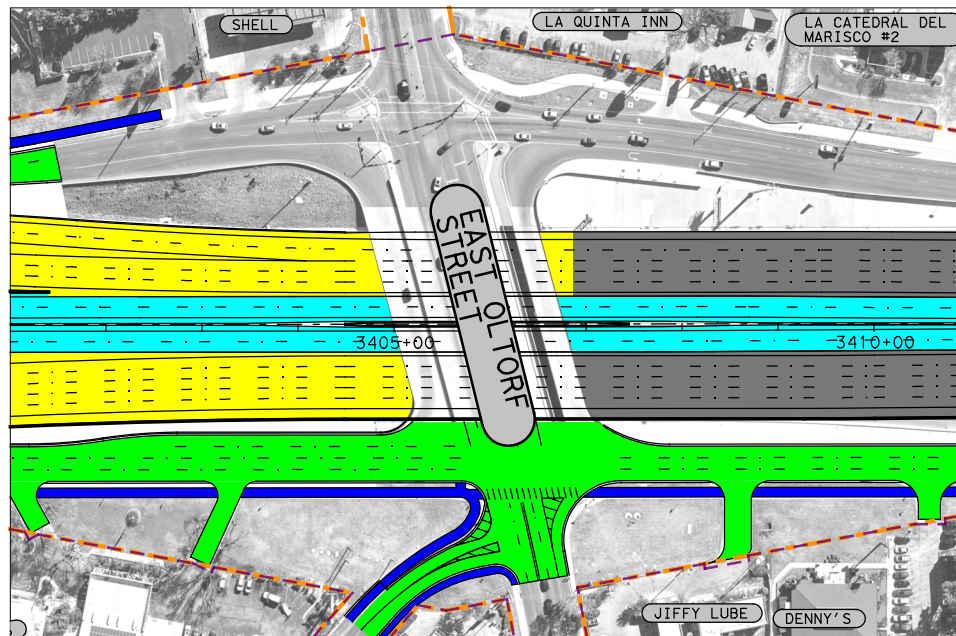 SHELL
LA QUINTA INN
LA CATEDRAL DEL
MARISCO #2
EAST OLTORF
STREET
3405+00
3410+00
JIFFY LUBE
DENNY'S